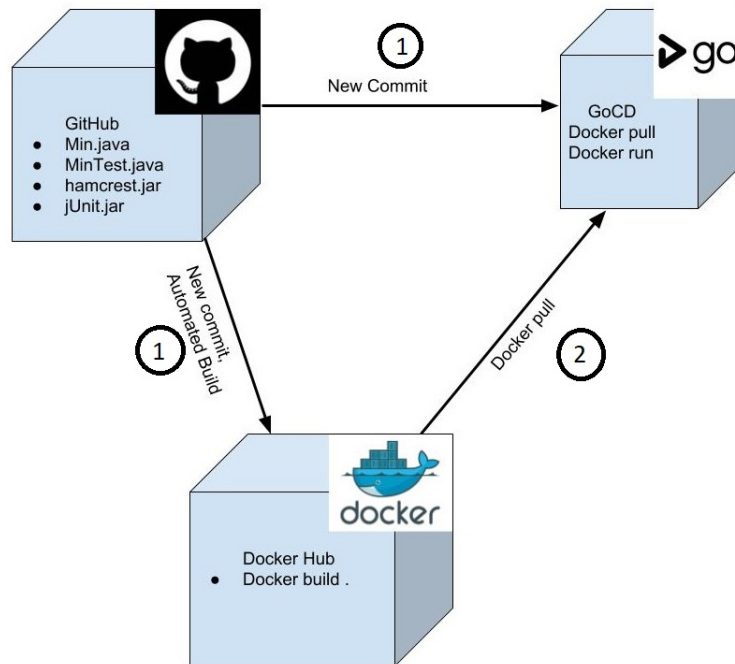 1
New Commit
go
GitHub
● Min.java
● MinTest.java
● hamcrest.jar
● jUnit.jar
GoCD
Docker pull
Docker run
1
New commit,
Automated Build
Docker pull
2
docker
Docker Hub
● Docker build .